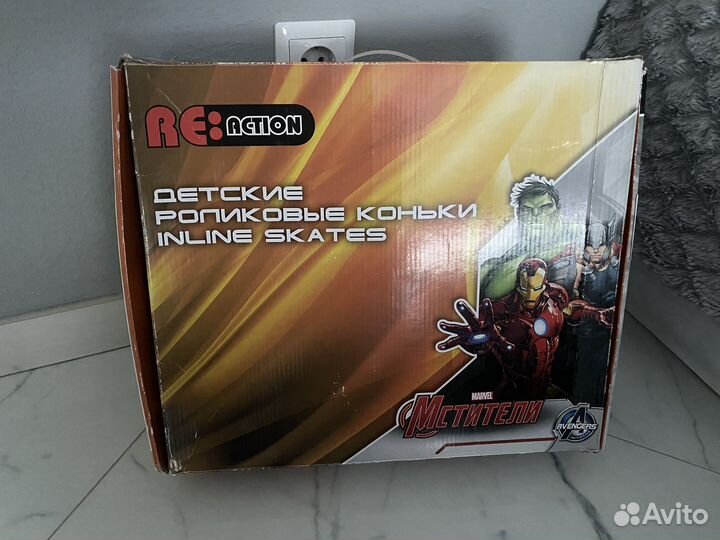 RE:ACTION
ДЕТСКИЕ
РОЛИКОВЫЕ КОНЬКИ
INLINE SKATES
MARVEL
МСТИТЕЛИ
AVENGERS
Avito